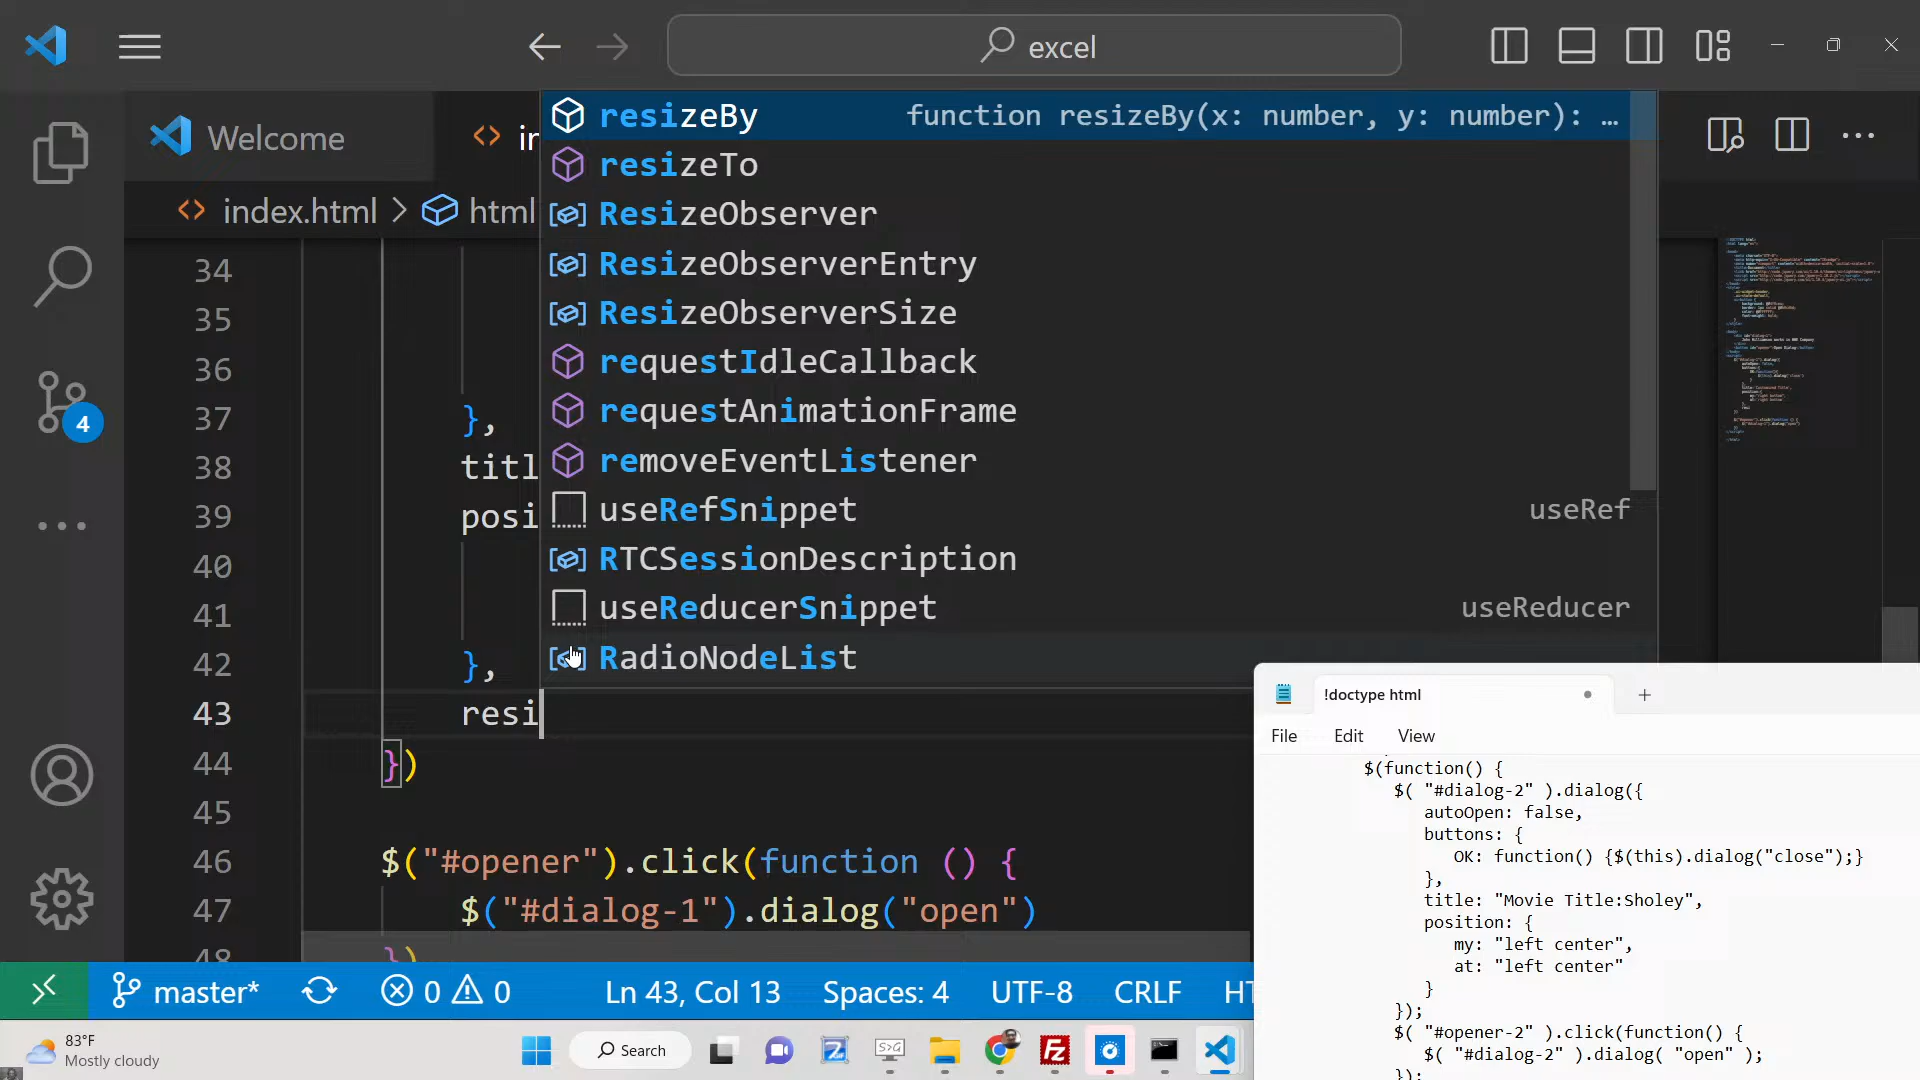 excel
Welcome
in
index.html > html
resizeBy function resizeBy(x: number, y: number): …
resizeTo
ResizeObserver
ResizeObserverEntry
ResizeObserverSize
requestIdleCallback
requestAnimationFrame
removeEventListener
useRefSnippet useRef
RTCSessionDescription
useReducerSnippet useReducer
RadioNodeList
34
35
36
37 },
38 titl
39 posi
40
41
42 },
43 resi
44 })
45
46 $("#opener").click(function () {
47 $("#dialog-1").dialog("open")
48 })
4
!doctype html
File Edit View
$(function() {
$( "#dialog-2" ).dialog({
autoOpen: false,
buttons: {
OK: function() {$(this).dialog("close");}
},
title: "Movie Title:Sholey",
position: {
my: "left center",
at: "left center"
}
});
$( "#opener-2" ).click(function() {
$( "#dialog-2" ).dialog( "open" );
});
master* 0 0 Ln 43, Col 13 Spaces: 4 UTF-8 CRLF HT
83°F
Mostly cloudy
Search